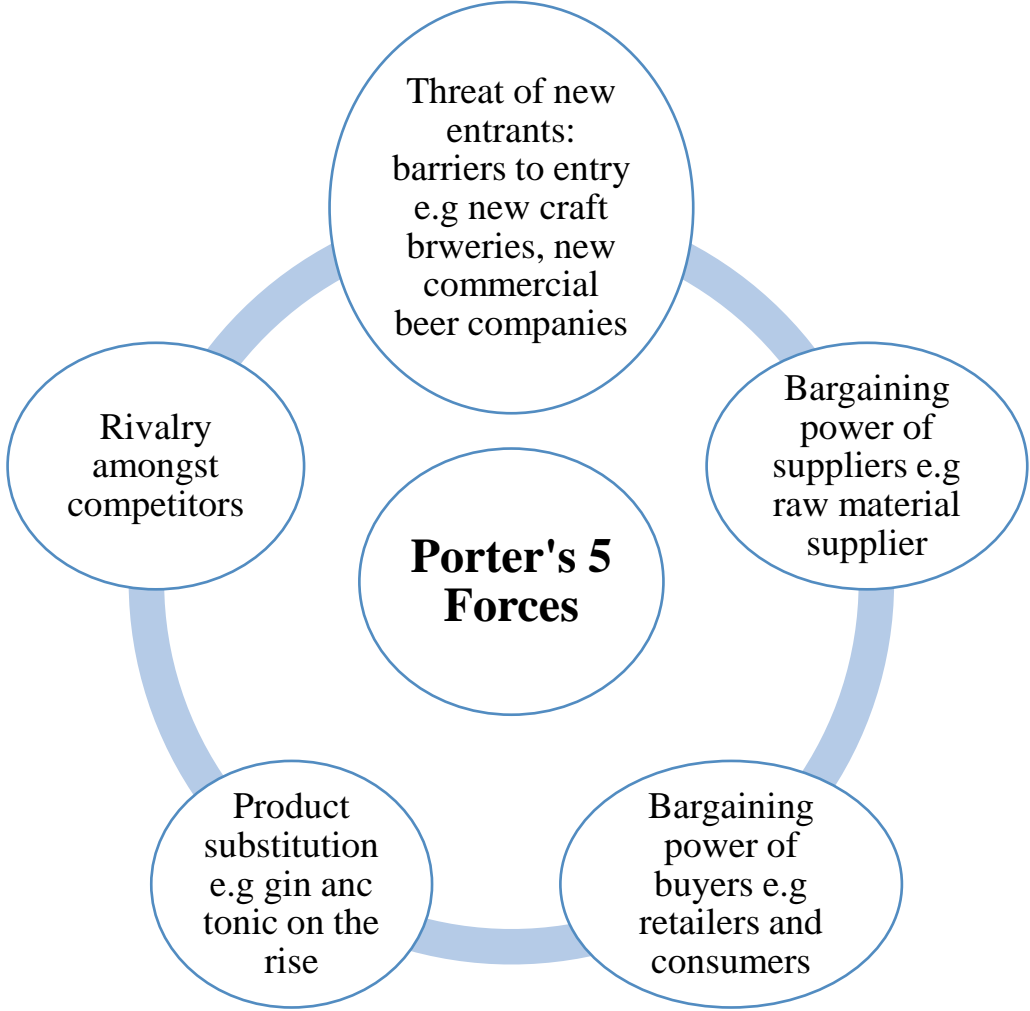 Threat of new
entrants:
barriers to entry
e.g new craft
brweries, new
commercial
beer companies
Bargaining
power of
suppliers e.g
raw material
supplier
Bargaining
power of
buyers e.g
retailers and
consumers
Product
substitution
e.g gin anc
tonic on the
rise
Rivalry
amongst
competitors
Porter's 5
Forces